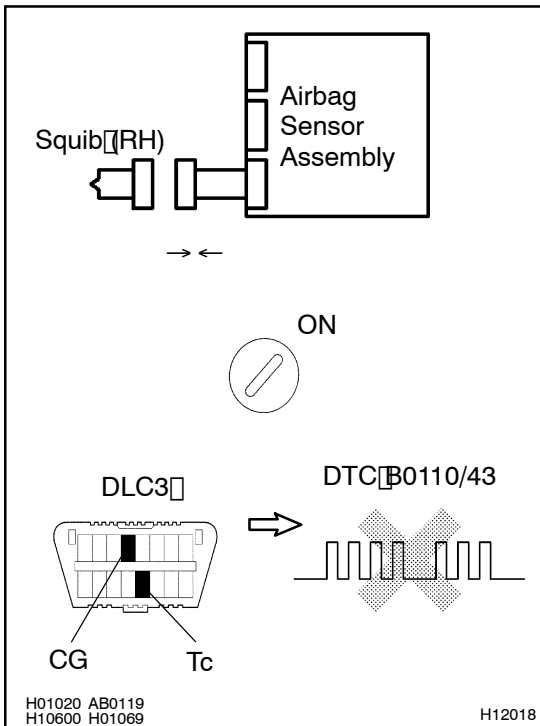 Airbag
Sensor
Assembly
Squib (RH)
ON
DLC3
DTC B0110/43
CG
Tc
H01020 AB0119
H10600 H01069
H12018